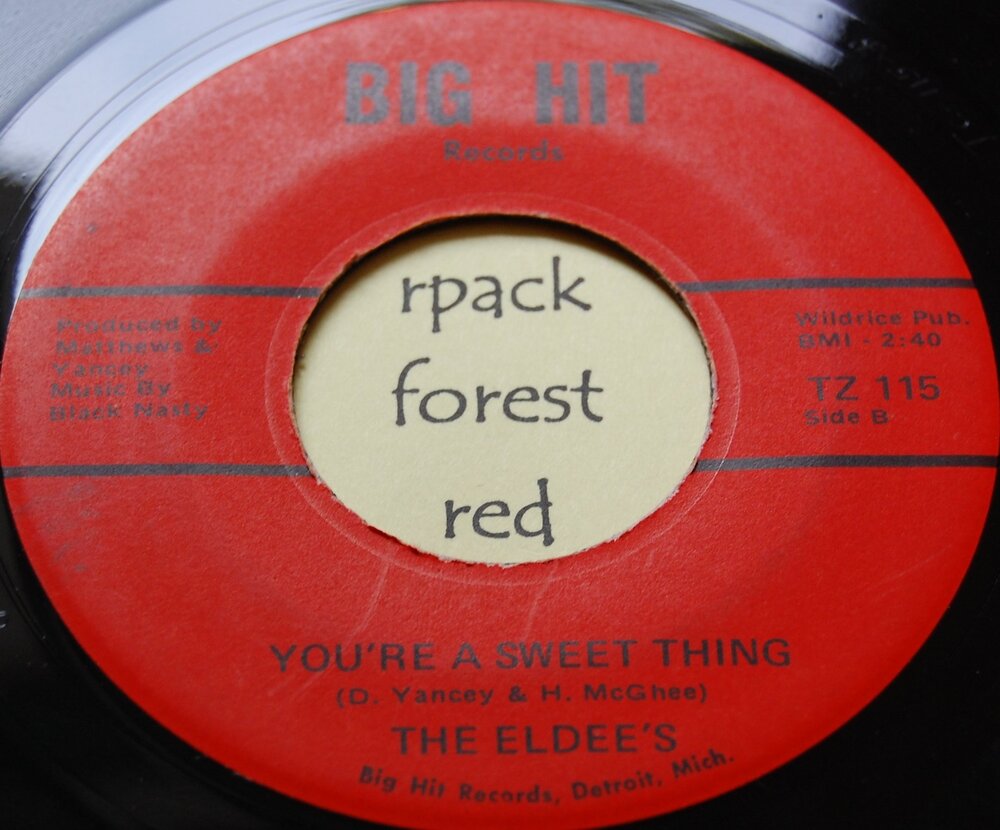 BIG HIT
Records
Produced by
Matthews &
Yancey
Music By
Black Nasty
rpack
forest
red
Wildrice Pub.
BMI - 2:40
TZ 115
Side B
YOU'RE A SWEET THING
(D. Yancey & H. McGhee)
THE ELDEE'S
Big Hit Records, Detroit, Mich.